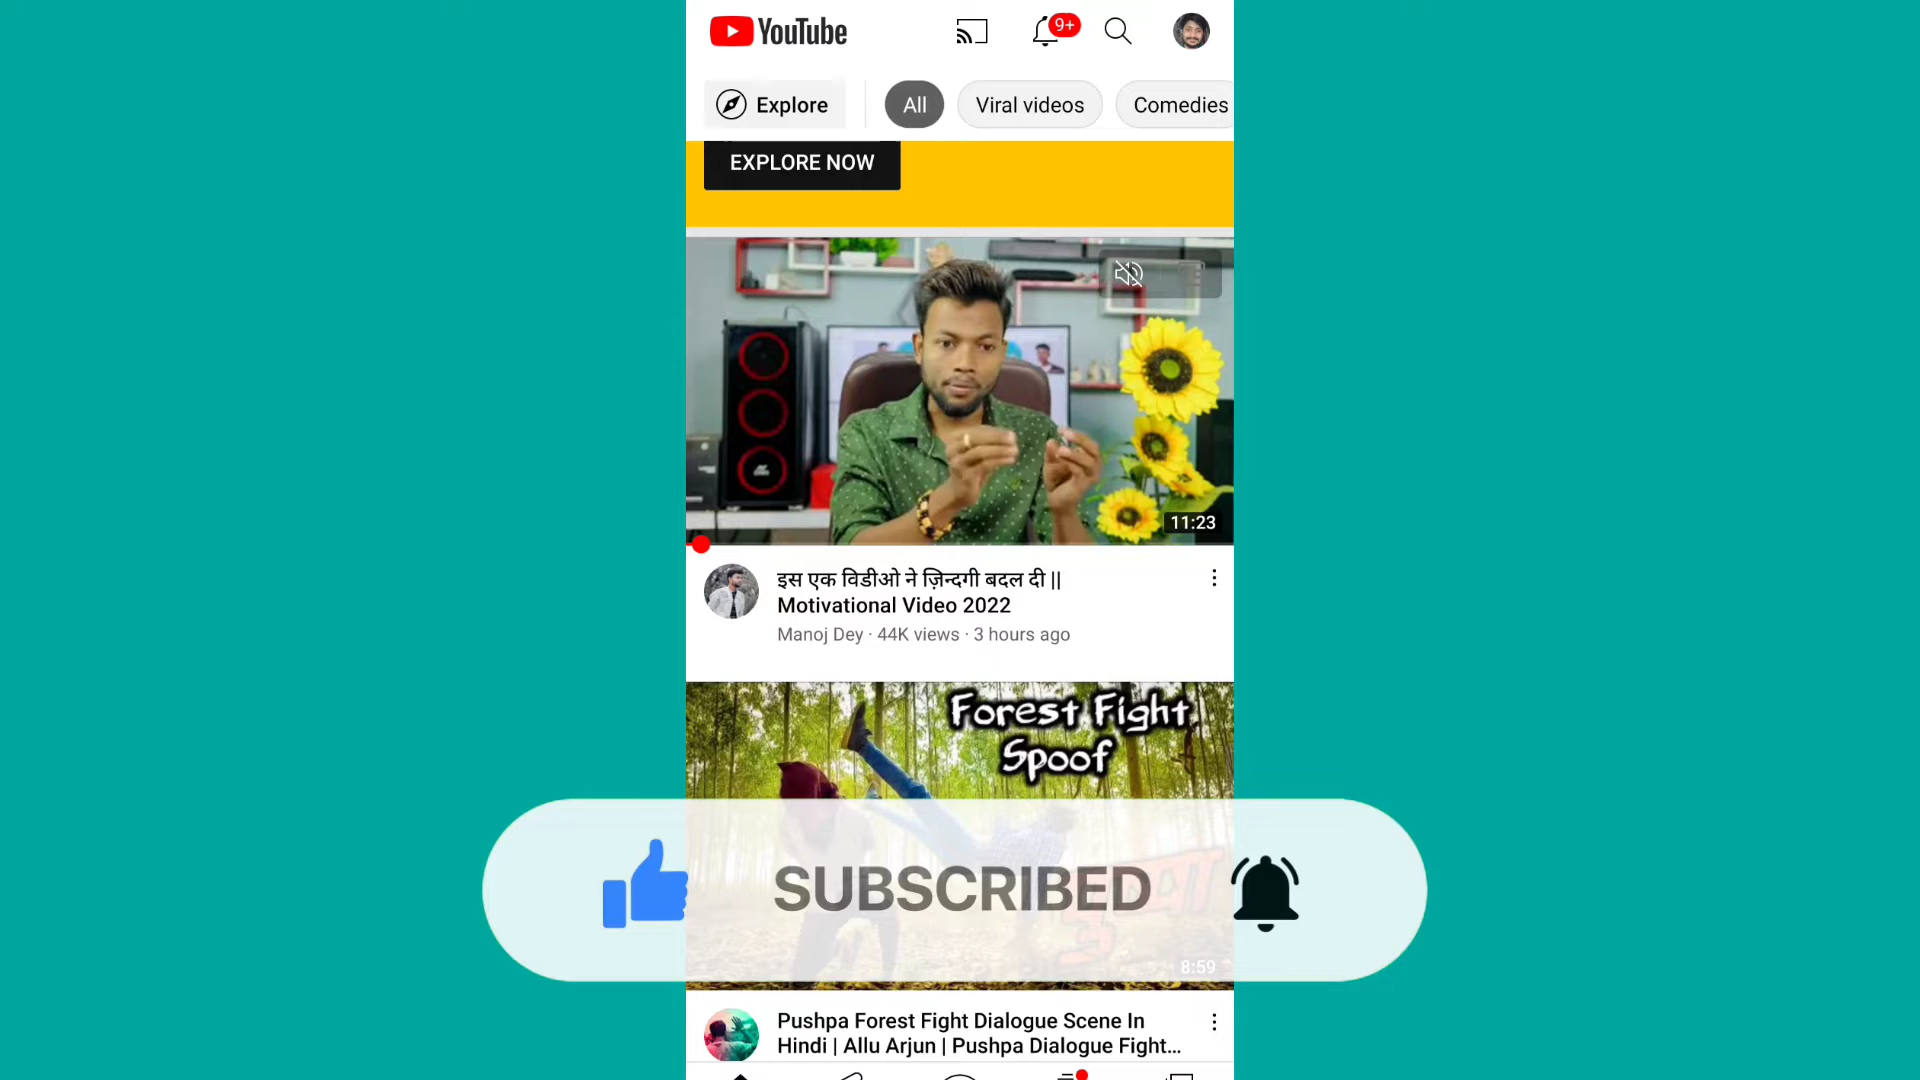 YouTube
9+
Explore
All
Viral videos
Comedies
EXPLORE NOW
11:23
इस एक विडीओ ने ज़िन्दगी बदल दी ||
Motivational Video 2022
Manoj Dey · 44K views · 3 hours ago
Forest Fight
Spoof
SUBSCRIBED
8:59
Pushpa Forest Fight Dialogue Scene In
Hindi | Allu Arjun | Pushpa Dialogue Fight...